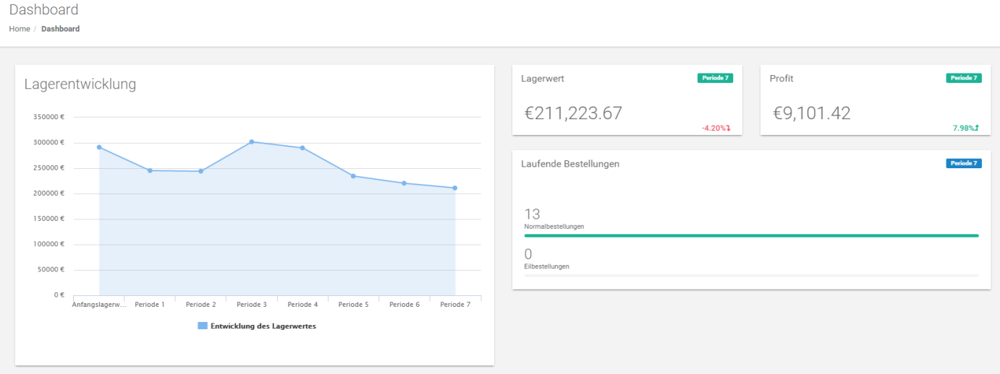 Dashboard
Home / Dashboard
Lagerentwicklung
350000 €
300000 €
250000 €
200000 €
150000 €
100000 €
50000 €
0 €
Anfangslagerw... Periode 1 Periode 2 Periode 3 Periode 4 Periode 5 Periode 6 Periode 7
Entwicklung des Lagerwertes
Lagerwert Periode 7
€211,223.67
-4.20%
Profit Periode 7
€9,101.42
7.98%
Laufende Bestellungen Periode 7
13
Normalbestellungen
0
Eilbestellungen